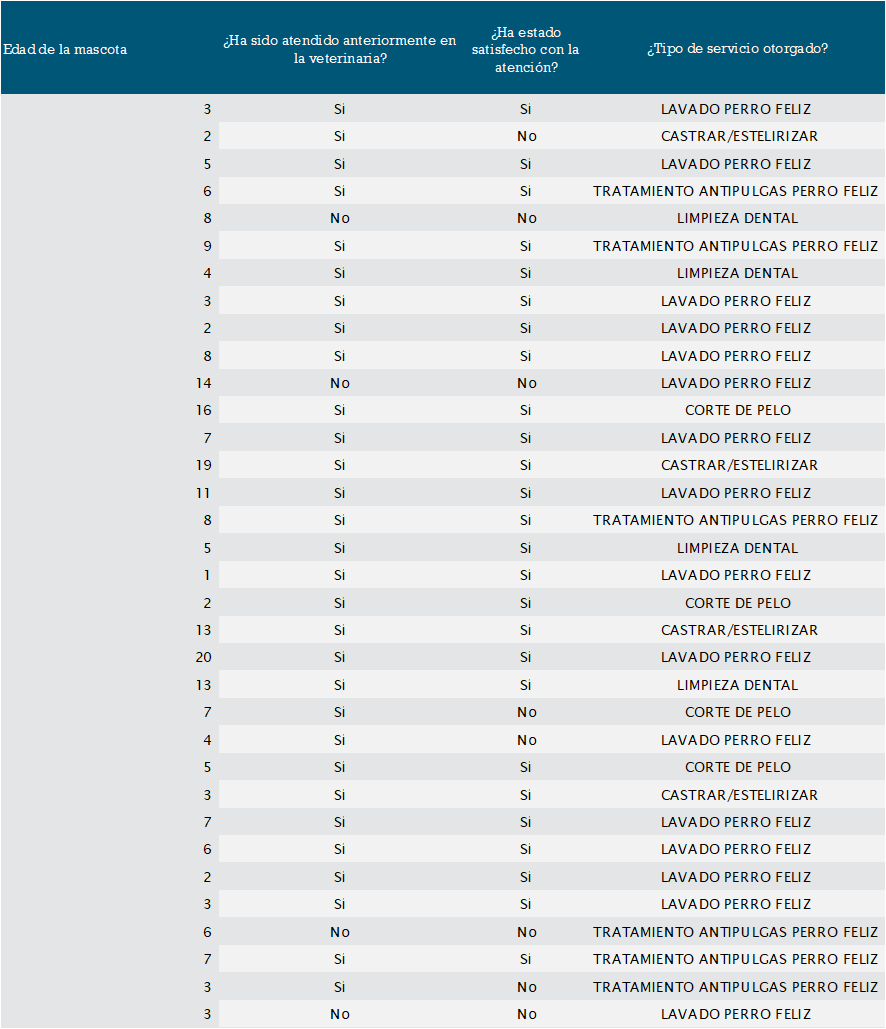 Edad de la mascota ¿Ha sido atendido anteriormente en la veterinaria? ¿Ha estado satisfecho con la atención? ¿Tipo de servicio otorgado?
3 Si Si LAVADO PERRO FELIZ
2 Si No CASTRAR/ESTELIRIZAR
5 Si Si LAVADO PERRO FELIZ
6 Si Si TRATAMIENTO ANTIPULGAS PERRO FELIZ
8 No No LIMPIEZA DENTAL
9 Si Si TRATAMIENTO ANTIPULGAS PERRO FELIZ
4 Si Si LIMPIEZA DENTAL
3 Si Si LAVADO PERRO FELIZ
2 Si Si LAVADO PERRO FELIZ
8 Si Si LAVADO PERRO FELIZ
14 No No LAVADO PERRO FELIZ
16 Si Si CORTE DE PELO
7 Si Si LAVADO PERRO FELIZ
19 Si Si CASTRAR/ESTELIRIZAR
11 Si Si LAVADO PERRO FELIZ
8 Si Si TRATAMIENTO ANTIPULGAS PERRO FELIZ
5 Si Si LIMPIEZA DENTAL
1 Si Si LAVADO PERRO FELIZ
2 Si Si CORTE DE PELO
13 Si Si CASTRAR/ESTELIRIZAR
20 Si Si LAVADO PERRO FELIZ
13 Si Si LIMPIEZA DENTAL
7 Si No CORTE DE PELO
4 Si No LAVADO PERRO FELIZ
5 Si Si CORTE DE PELO
3 Si Si CASTRAR/ESTELIRIZAR
7 Si Si LAVADO PERRO FELIZ
6 Si Si LAVADO PERRO FELIZ
2 Si Si LAVADO PERRO FELIZ
3 Si Si LAVADO PERRO FELIZ
6 No No TRATAMIENTO ANTIPULGAS PERRO FELIZ
7 Si Si TRATAMIENTO ANTIPULGAS PERRO FELIZ
3 Si No TRATAMIENTO ANTIPULGAS PERRO FELIZ
3 No No LAVADO PERRO FELIZ